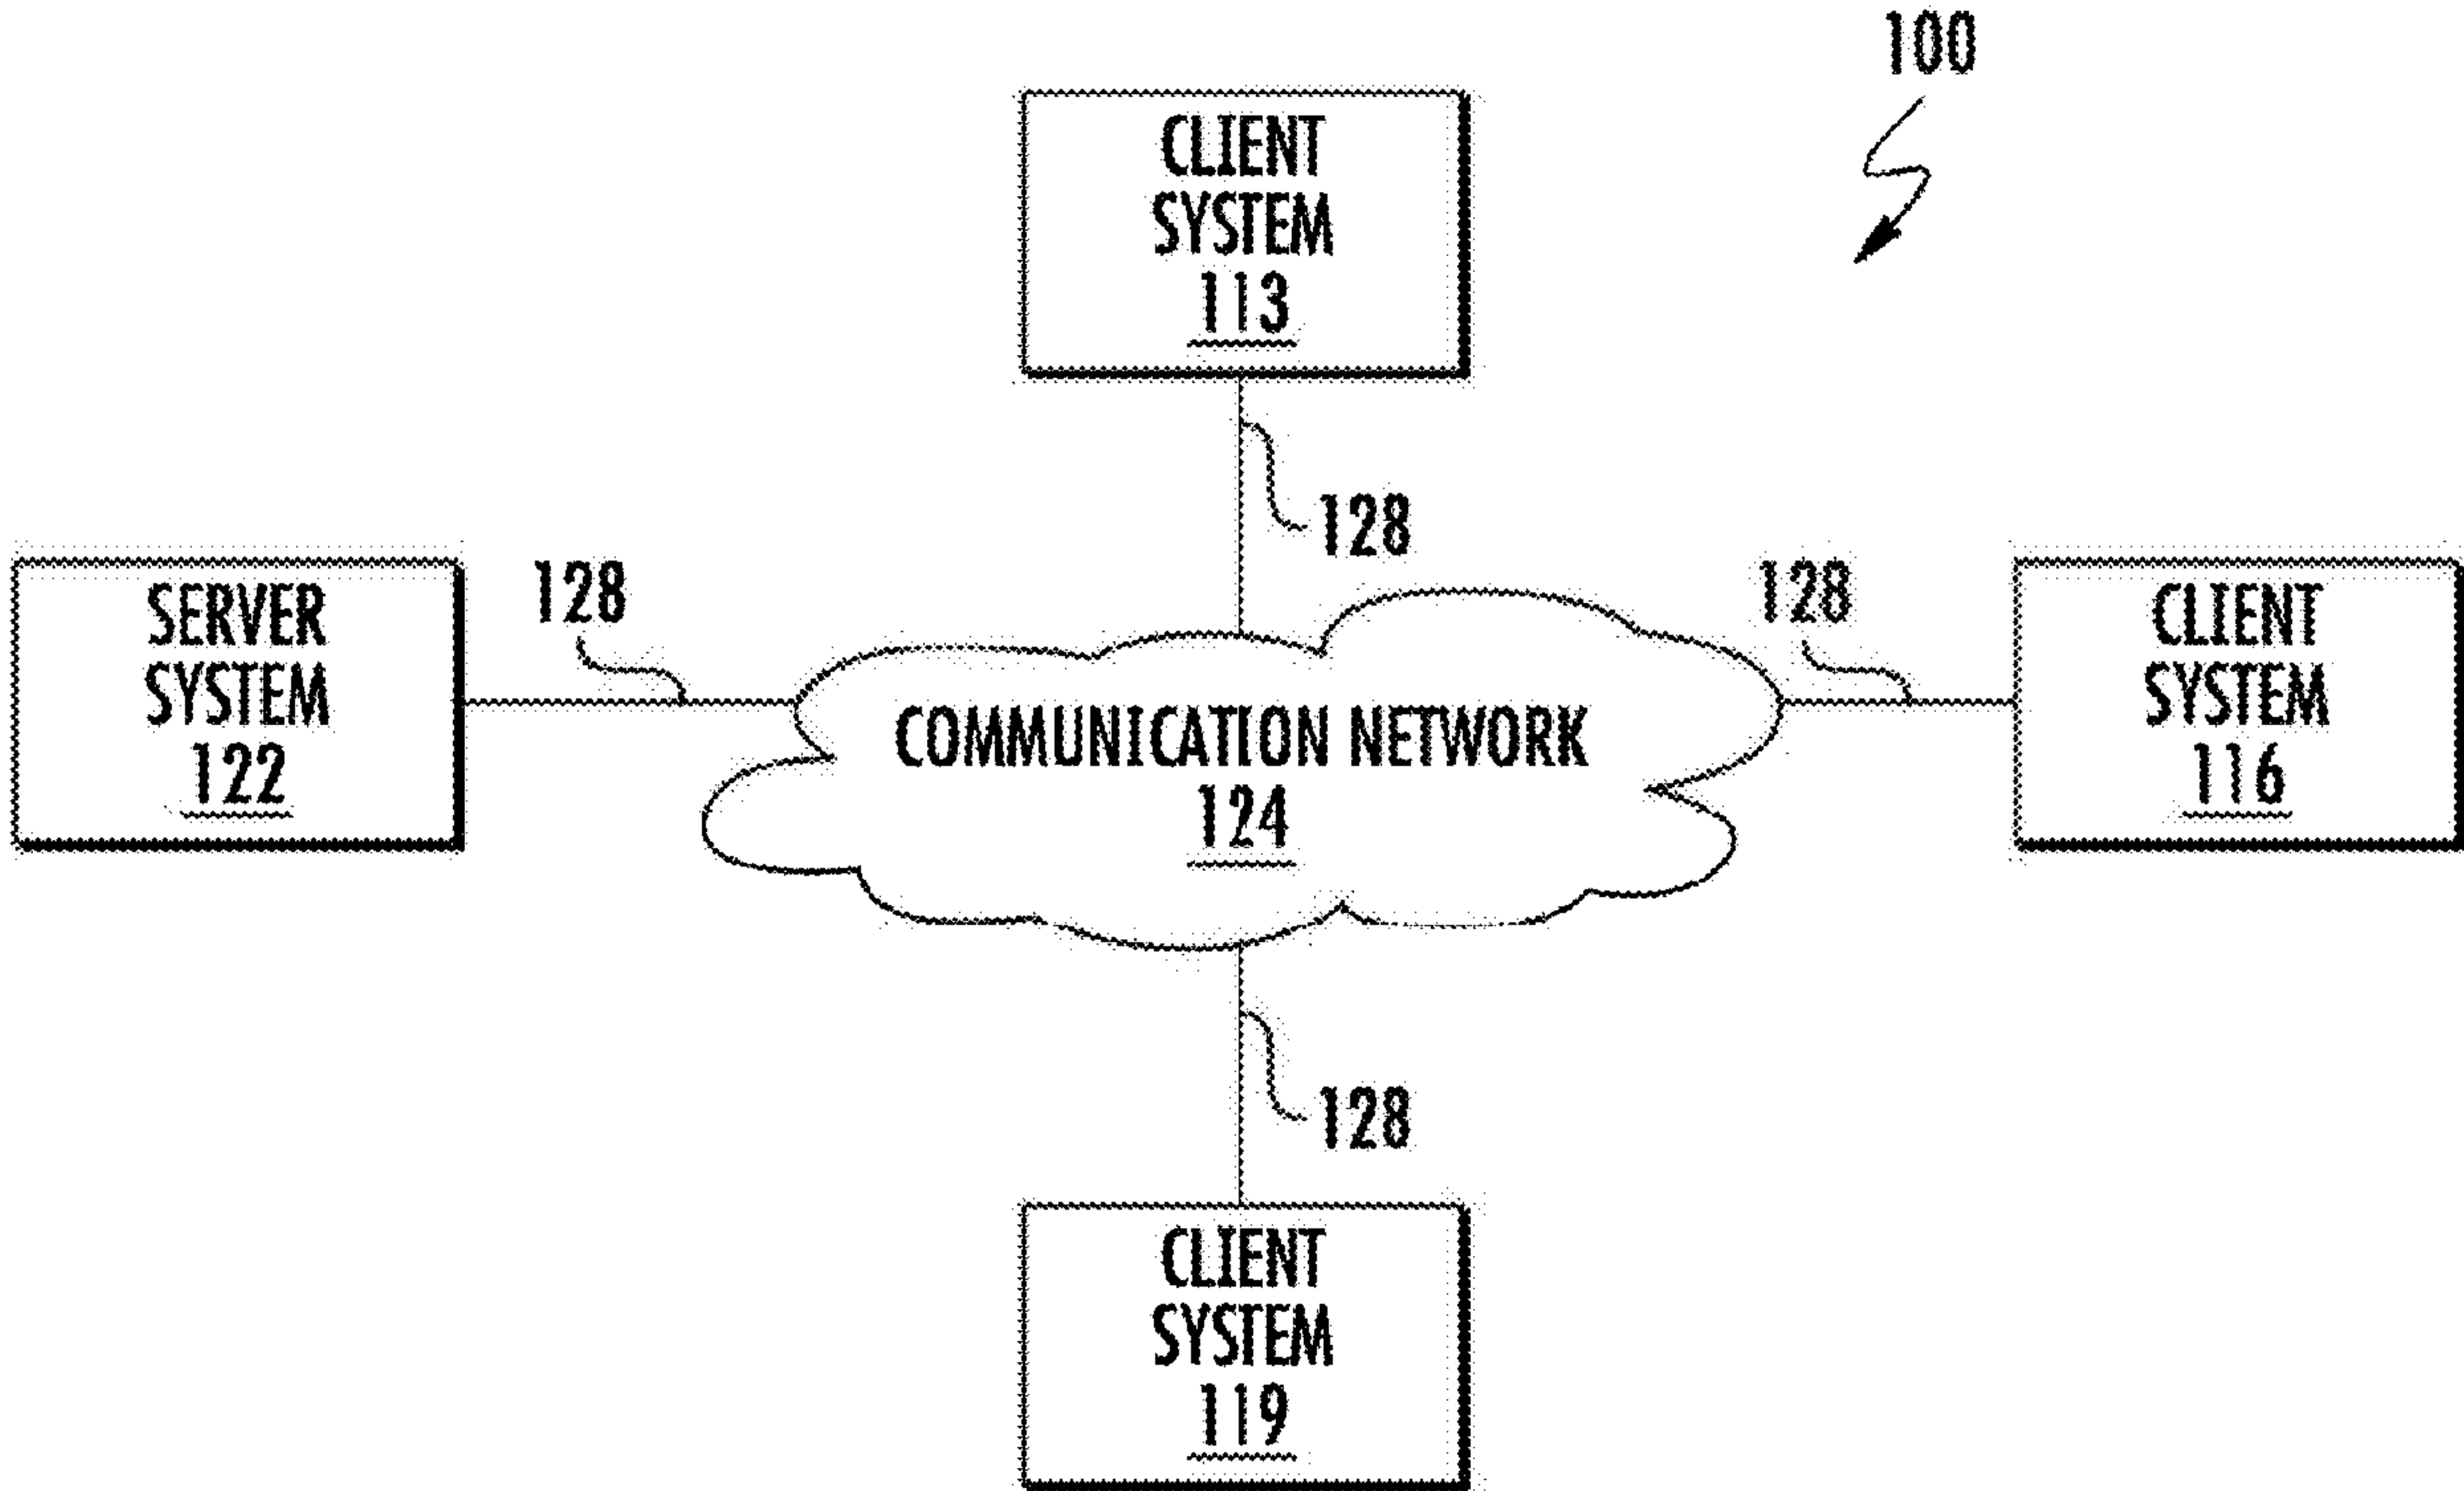 100
CLIENT
SYSTEM
113
128
SERVER
SYSTEM
122
128
COMMUNICATION NETWORK
124
128
CLIENT
SYSTEM
116
128
CLIENT
SYSTEM
119